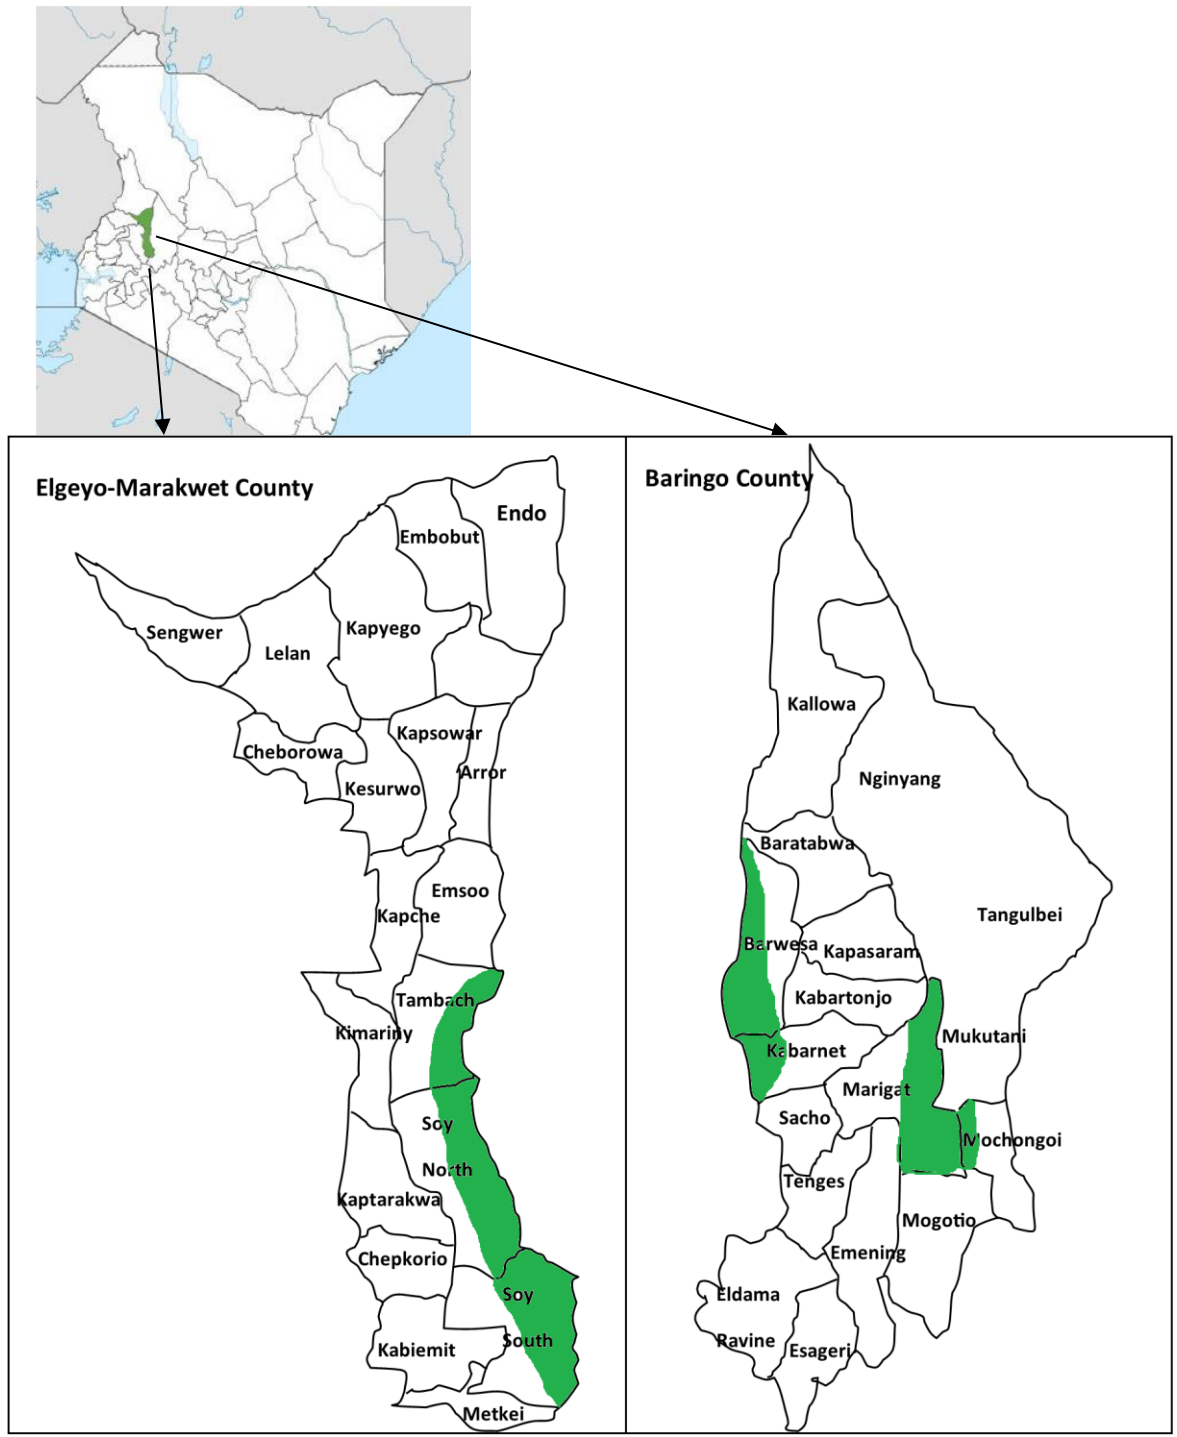 Elgeyo-Marakwet County
Endo
Embobut
Sengwer
Kapyego
Lelan
Kapsowar
Cheborowa
Arror
Kesurwo
Emsoo
Kapche
Tambach
Kimariny
Soy
North
Kaptarakwa
Chepkorio
Soy
South
Kabiemit
Metkei
Baringo County
Kallowa
Nginyang
Baratabwa
Tangulbei
Barwesa
Kapasaram
Kabartonjo
Mukutani
Kabarnet
Marigat
Sacho
Mochongoi
Tenges
Mogotio
Emening
Eldama
Ravine
Esageri